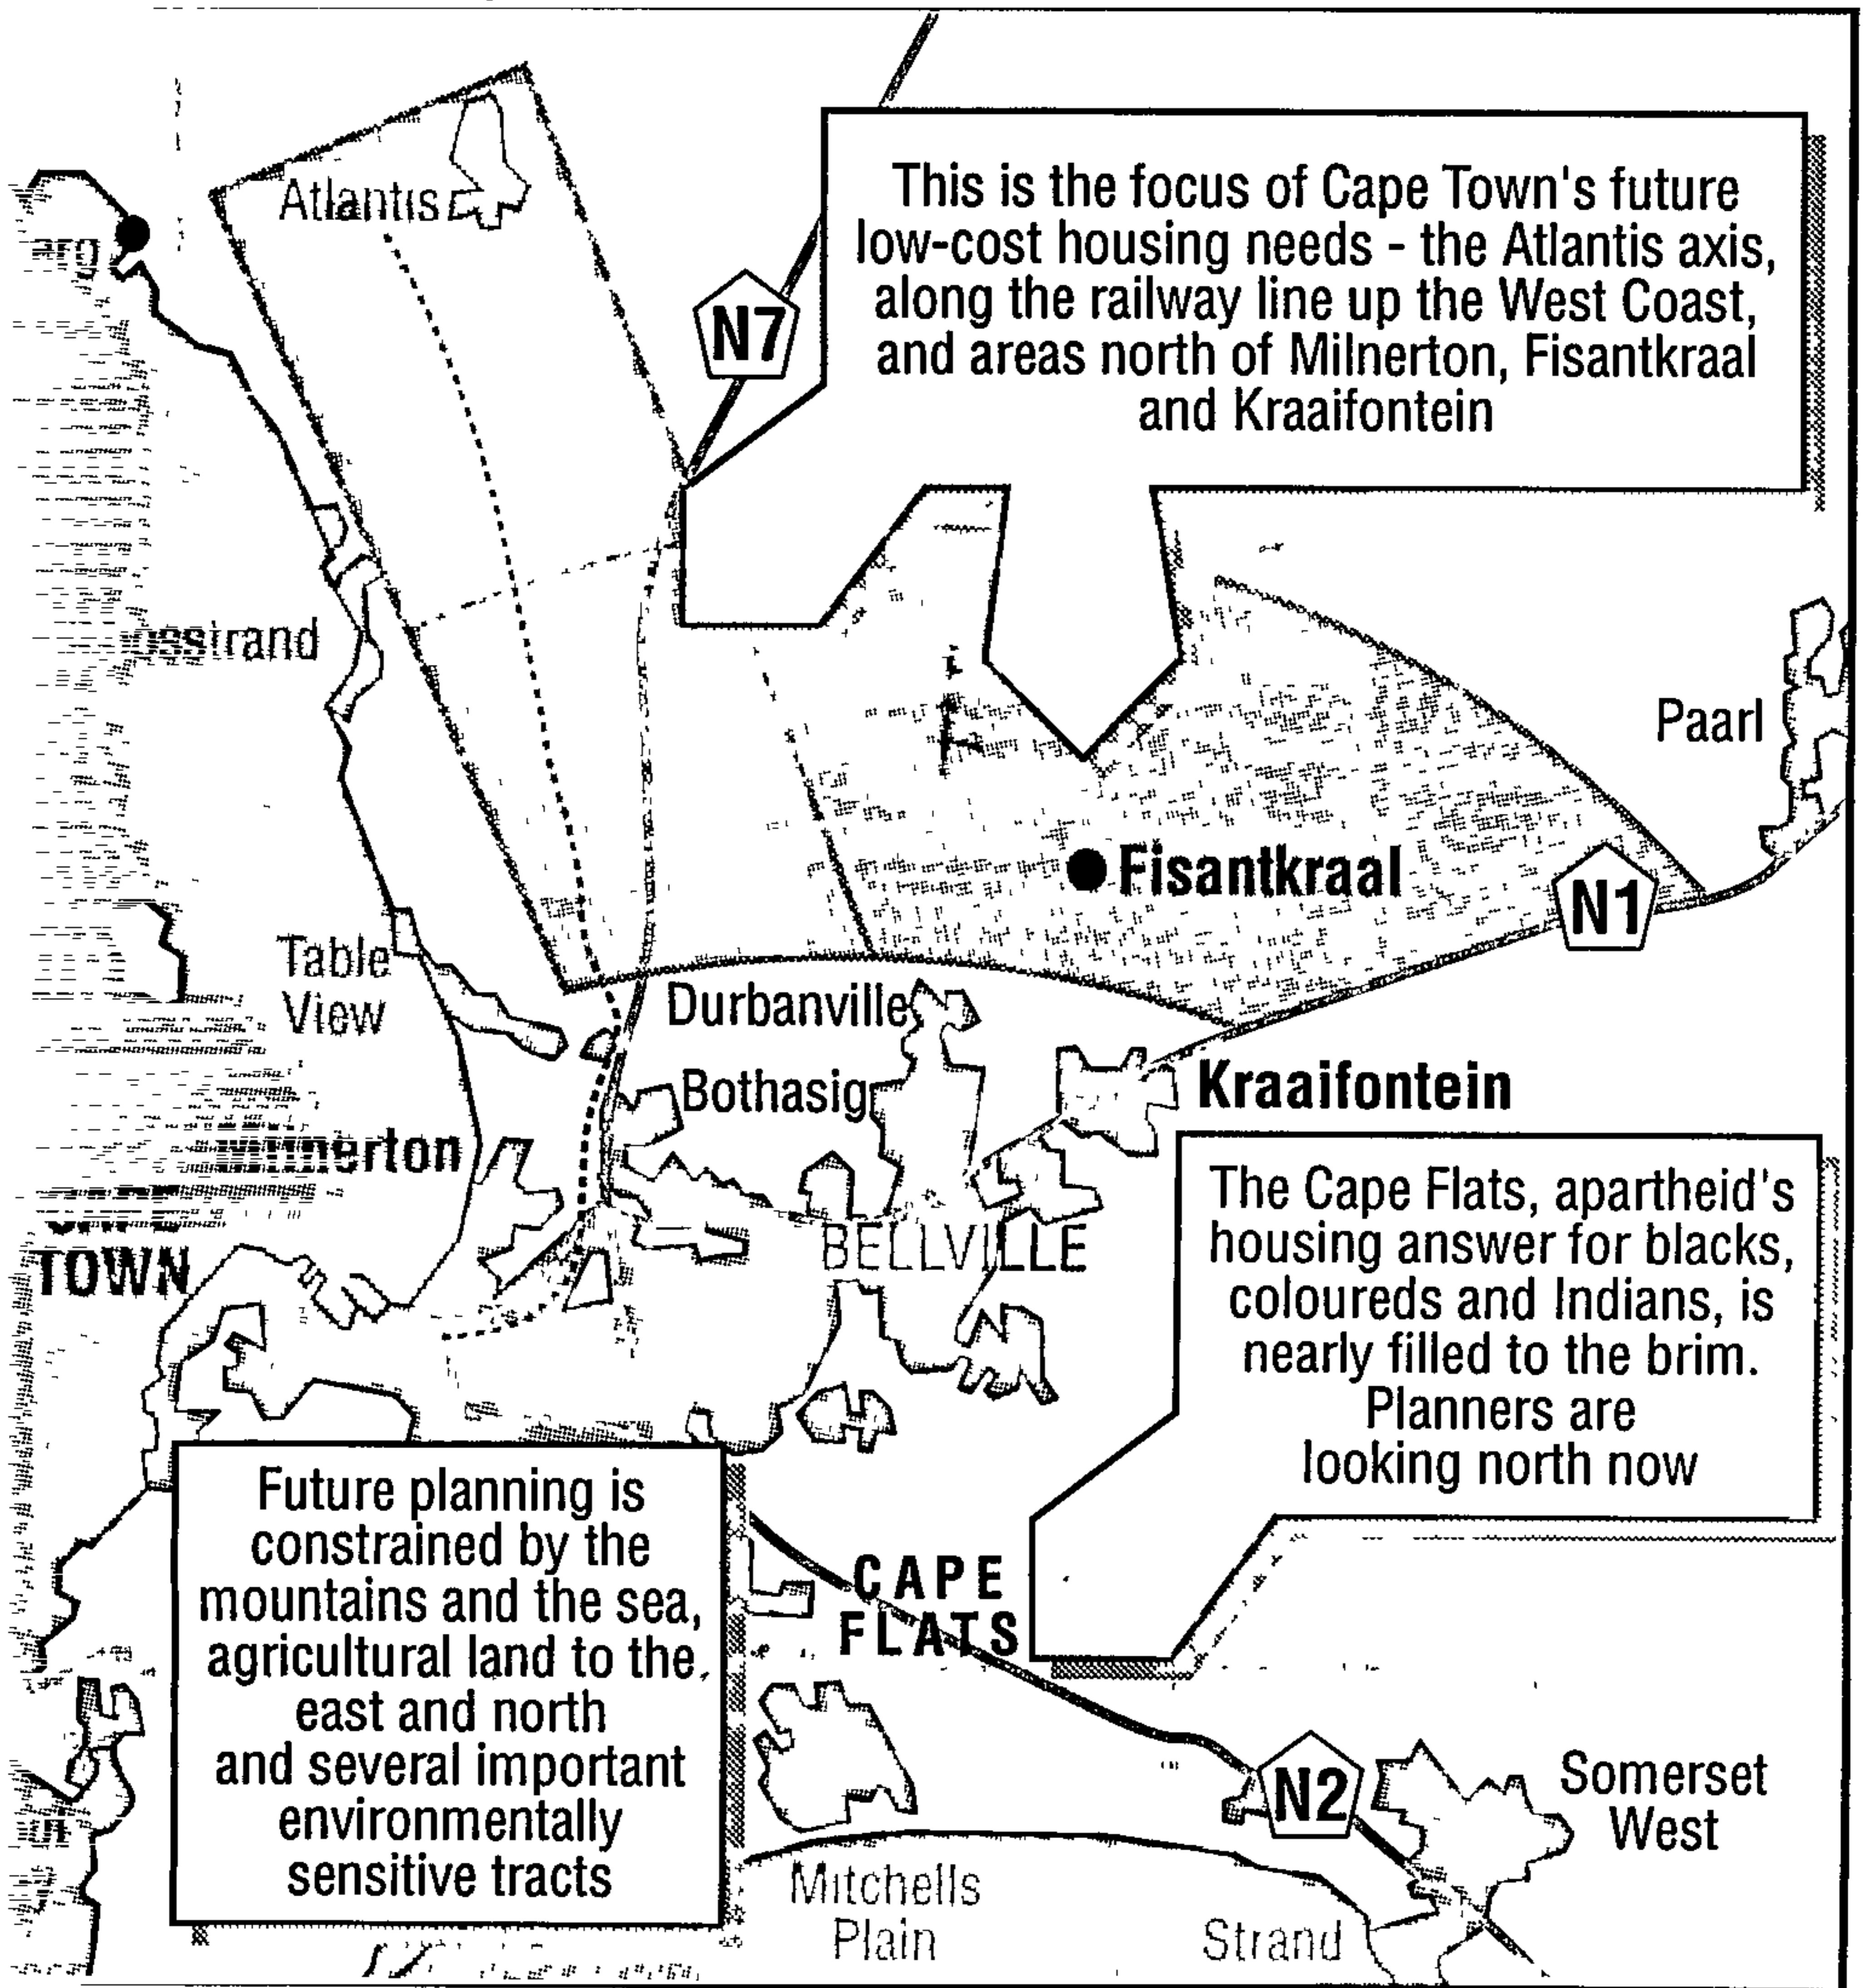 Atlantis
This is the focus of Cape Town's future
low-cost housing needs - the Atlantis axis,
along the railway line up the West Coast,
and areas north of Milnerton, Fisantkraal
and Kraaifontein
N7
Paarl
Fisantkraal
N1
Table
View
Durbanville
Bothasig
Kraaifontein
TOWN
BELLVILLE
The Cape Flats, apartheid's
housing answer for blacks,
coloureds and Indians, is
nearly filled to the brim.
Planners are
looking north now
Future planning is
constrained by the
mountains and the sea,
agricultural land to the
east and north
and several important
environmentally
sensitive tracts
CAPE
FLATS
N2
Somerset
West
Mitchells
Plain
Strand